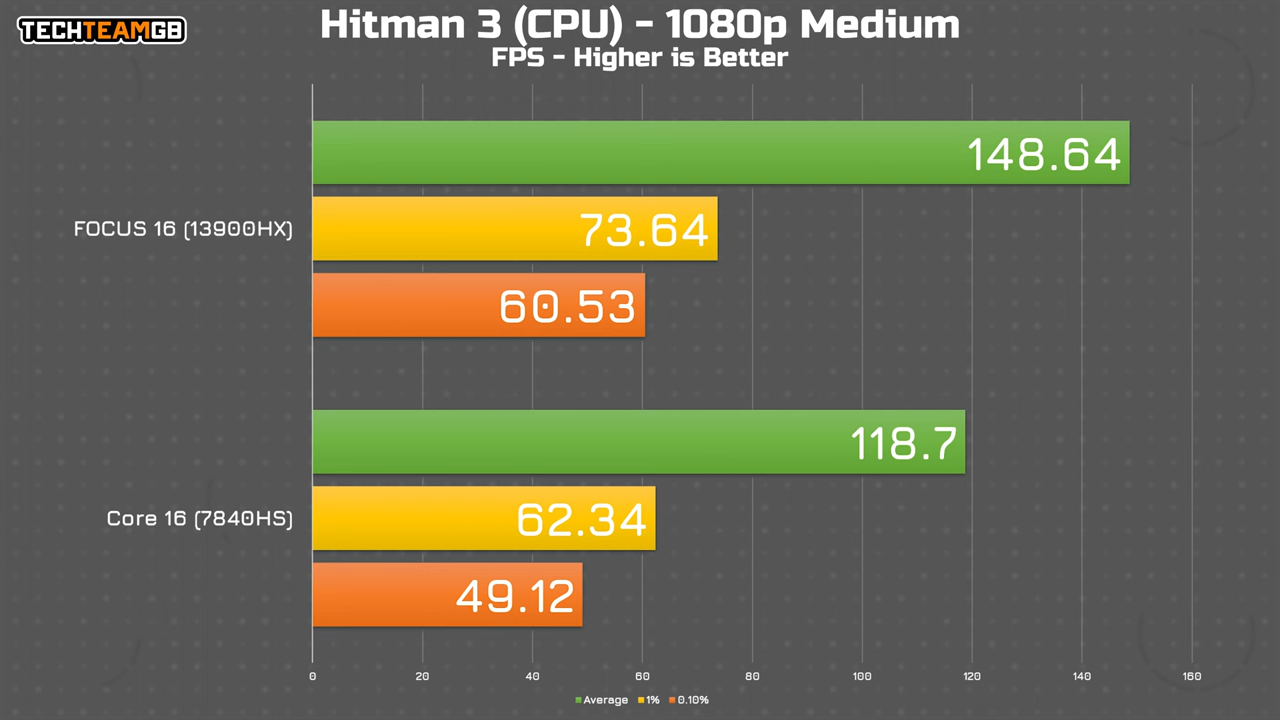 TECHTEAMGB
Hitman 3 (CPU) - 1080p Medium
FPS - Higher is Better
148.64
FOCUS 16 (13900HX)
73.64
60.53
118.7
Core 16 (7840HS)
62.34
49.12
0 20 40 60 80 100 120 140 160
Average 1% 0.10%